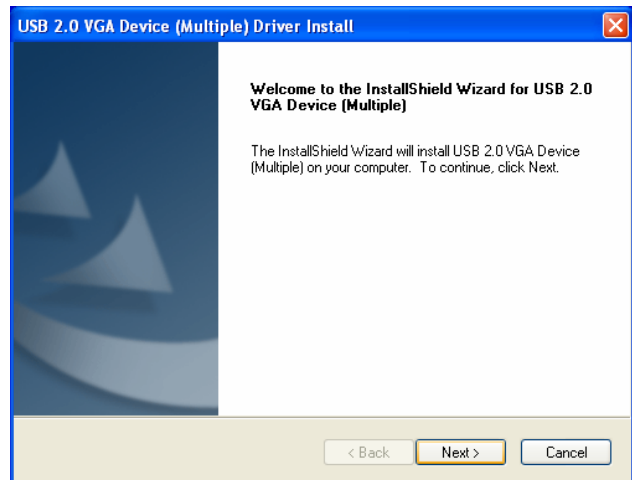 USB 2.0 VGA Device (Multiple) Driver Install
Welcome to the InstallShield Wizard for USB 2.0
VGA Device (Multiple)
The InstallShield Wizard will install USB 2.0 VGA Device
(Multiple) on your computer. To continue, click Next.
< Back Next > Cancel